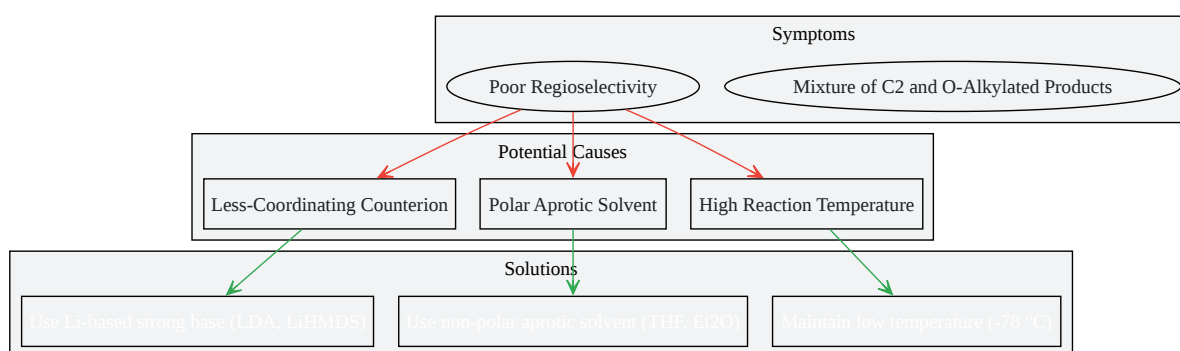 Symptoms
Poor Regioselectivity
Mixture of C2 and O-Alkylated Products
Potential Causes
Less-Coordinating Counterion
Polar Aprotic Solvent
High Reaction Temperature
Solutions
Use Li-based strong base (LDA, LiHMDS)
Use non-polar aprotic solvent (THF, Et2O)
Maintain low temperature (-78 °C)